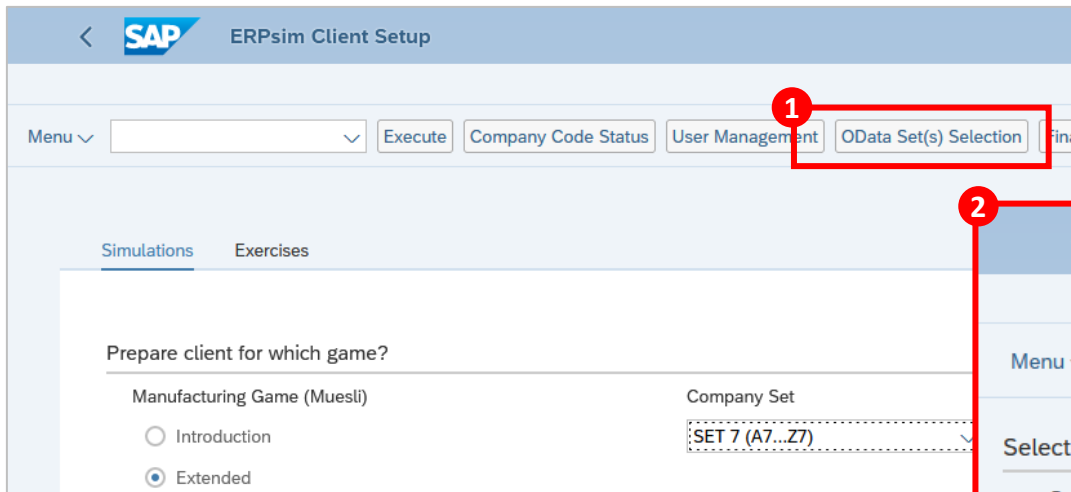 SAP ERPsim Client Setup
1
Menu Execute Company Code Status User Management OData Set(s) Selection Fina
2
Simulations Exercises
Prepare client for which game?
Menu
Manufacturing Game (Muesli) Company Set
Introduction SET 7 (A7...Z7)
Select
Extended